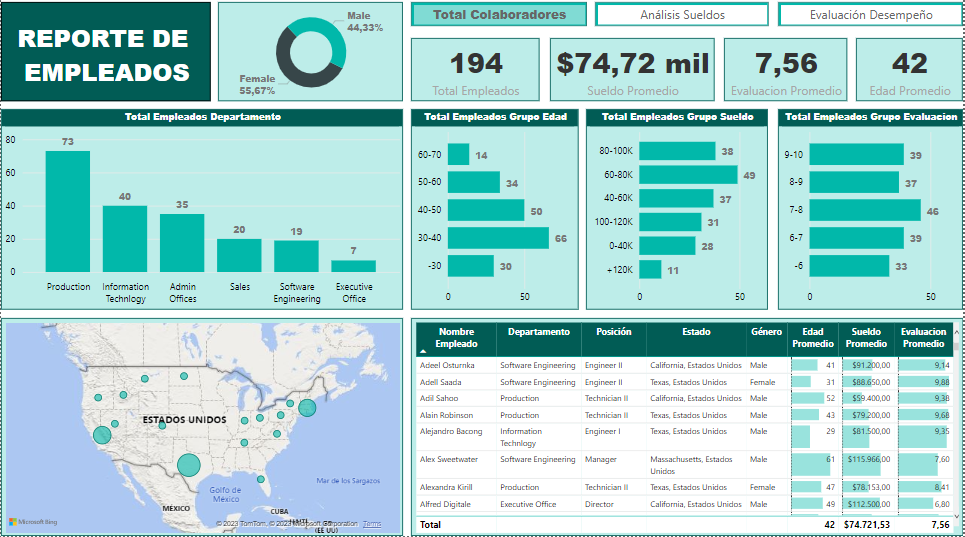 REPORTE DE
EMPLEADOS
Male
44,33%
Female
55,67%
Total Colaboradores
Análisis Sueldos
Evaluación Desempeño
194
Total Empleados
$74,72 mil
Sueldo Promedio
7,56
Evaluacion Promedio
42
Edad Promedio
Total Empleados Departamento
80
60
40
20
0
73
40
35
20
19
7
Production
Information
Technlogy
Admin
Offices
Sales
Software
Engineering
Executive
Office
Total Empleados Grupo Edad
60-70 14
50-60 34
40-50 50
30-40 66
-30 30
0 50
Total Empleados Grupo Sueldo
80-100K 38
60-80K 49
40-60K 37
100-120K 31
0-40K 28
+120K 11
0 50
Total Empleados Grupo Evaluacion
9-10 39
8-9 37
7-8 46
6-7 39
-6 33
0 50
ESTADOS UNIDOS
Golfo de
México
Mar de los Sargazos
MÉXICO
CUBA
HAITÍ
(EE UU)
Microsoft Bing
© 2023 TomTom, © 2023 Microsoft Corporation Terms
Nombre Empleado Departamento Posición Estado Género Edad Promedio Sueldo Promedio Evaluacion Promedio
Adeel Osturnka Software Engineering Engineer II California, Estados Unidos Male 41 $91.200,00 9,14
Adell Saada Software Engineering Engineer II Texas, Estados Unidos Female 31 $88.650,00 9,88
Adil Sahoo Production Technician II California, Estados Unidos Male 52 $59.400,00 9,38
Alain Robinson Production Technician II Texas, Estados Unidos Male 43 $79.200,00 9,68
Alejandro Bacong Information Technlogy Engineer I Texas, Estados Unidos Male 29 $81.500,00 9,35
Alex Sweetwater Software Engineering Manager Massachusetts, Estados Unidos Male 61 $115.966,00 7,60
Alexandra Kirill Production Technician II Texas, Estados Unidos Female 47 $78.153,00 8,41
Alfred Digitale Executive Office Director California, Estados Unidos Male 49 $112.500,00 6,80
Total 42 $74.721,53 7,56